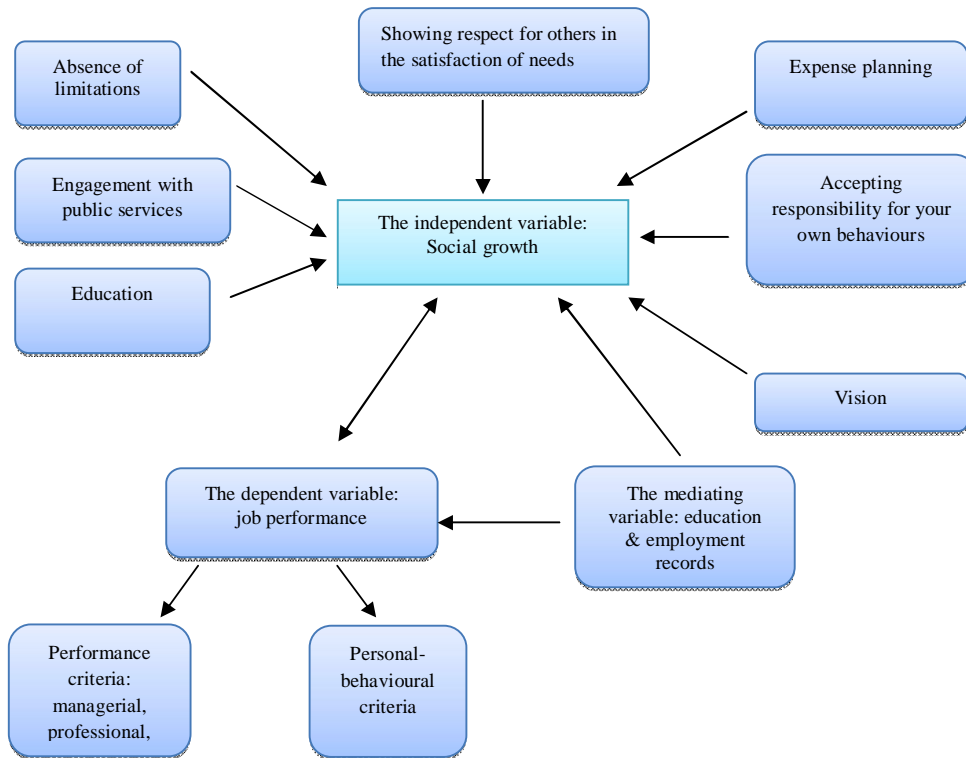 Showing respect for others in
the satisfaction of needs
Absence of
limitations
Expense planning
Engagement with
public services
Accepting
responsibility for your
own behaviours
The independent variable:
Social growth
Education
Vision
The dependent variable:
job performance
The mediating
variable: education
& employment
records
Performance
criteria:
managerial,
professional,
Personal-
behavioural
criteria